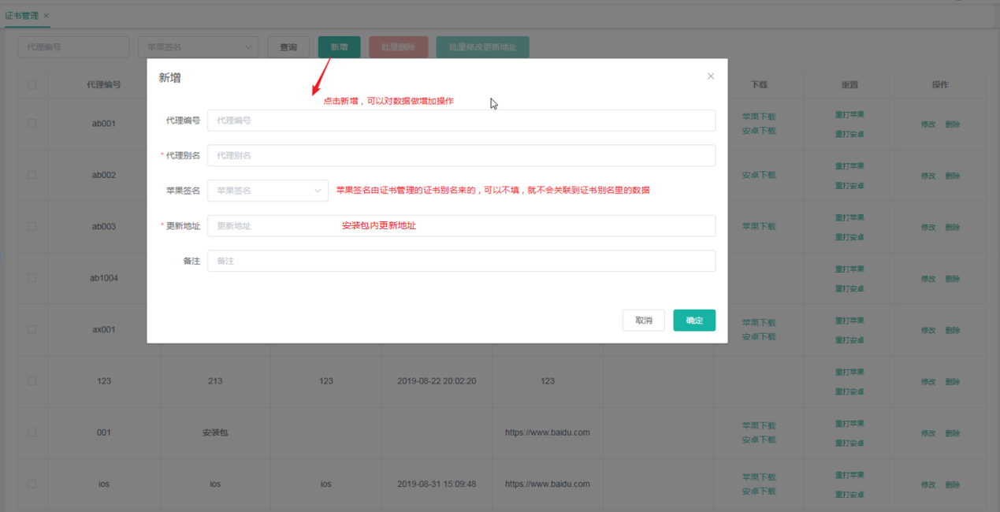 证书管理 ×
代理编号 苹果签名 查询 新增 批量删除 批量修改更新地址
代理编号 下载 重置 操作
新增 ×
点击新增，可以对数据做增加操作
代理编号 代理编号
* 代理别名 代理别名
苹果签名 苹果签名 苹果签名由证书管理的证书别名来的，可以不填，就不会关联到证书别名里的数据
* 更新地址 更新地址 安装包内更新地址
备注 备注
取消 确定
ab001 苹果下载 安卓下载 重打苹果 重打安卓 修改 删除
ab002 安卓下载 重打苹果 重打安卓 修改 删除
ab003 苹果下载 重打苹果 重打安卓 修改 删除
ab1004 重打苹果 重打安卓 修改 删除
ax001 苹果下载 安卓下载 重打苹果 重打安卓 修改 删除
123 213 123 2019-08-22 20:02:20 123 重打苹果 重打安卓 修改 删除
001 安装包 https://www.baidu.com 苹果下载 安卓下载 重打苹果 重打安卓 修改 删除
ios ios ios 2019-08-31 15:09:48 https://www.baidu.com 苹果下载 安卓下载 重打苹果 重打安卓 修改 删除